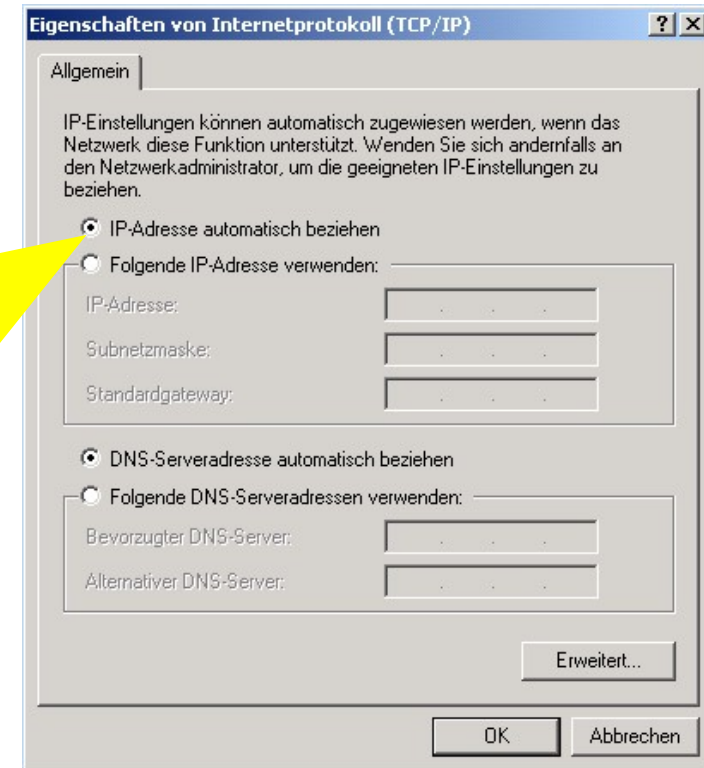 Eigenschaften von Internetprotokoll (TCP/IP)
Allgemein
IP-Einstellungen können automatisch zugewiesen werden, wenn das
Netzwerk diese Funktion unterstützt. Wenden Sie sich andernfalls an
den Netzwerkadministrator, um die geeigneten IP-Einstellungen zu
beziehen.
IP-Adresse automatisch beziehen
Folgende IP-Adresse verwenden:
IP-Adresse:
Subnetzmaske:
Standardgateway:
DNS-Serveradresse automatisch beziehen
Folgende DNS-Serveradressen verwenden:
Bevorzugter DNS-Server:
Alternativer DNS-Server:
Erweitert...
OK
Abbrechen